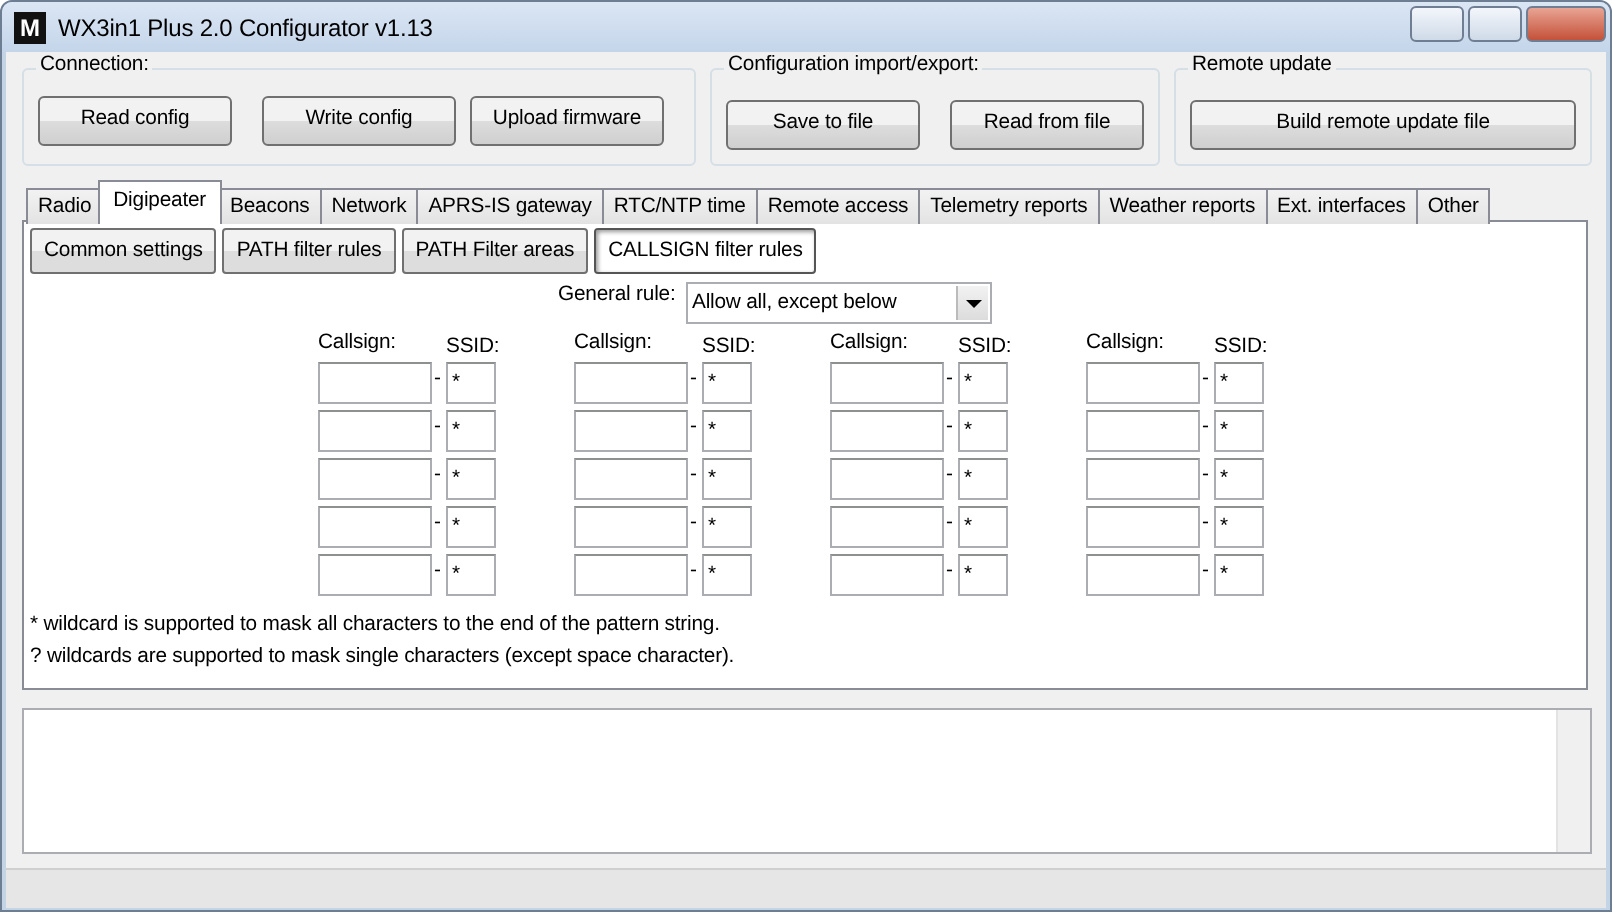 M WX3in1 Plus 2.0 Configurator v1.13
Connection: Configuration import/export: Remote update
Read config Write config Upload firmware Save to file Read from file Build remote update file
Radio Digipeater Beacons Network APRS-IS gateway RTC/NTP time Remote access Telemetry reports Weather reports Ext. interfaces Other
Common settings PATH filter rules PATH Filter areas CALLSIGN filter rules
General rule: Allow all, except below
Callsign: SSID: Callsign: SSID: Callsign: SSID: Callsign: SSID:
- * - * - * - *
- * - * - * - *
- * - * - * - *
- * - * - * - *
- * - * - * - *
* wildcard is supported to mask all characters to the end of the pattern string.
? wildcards are supported to mask single characters (except space character).